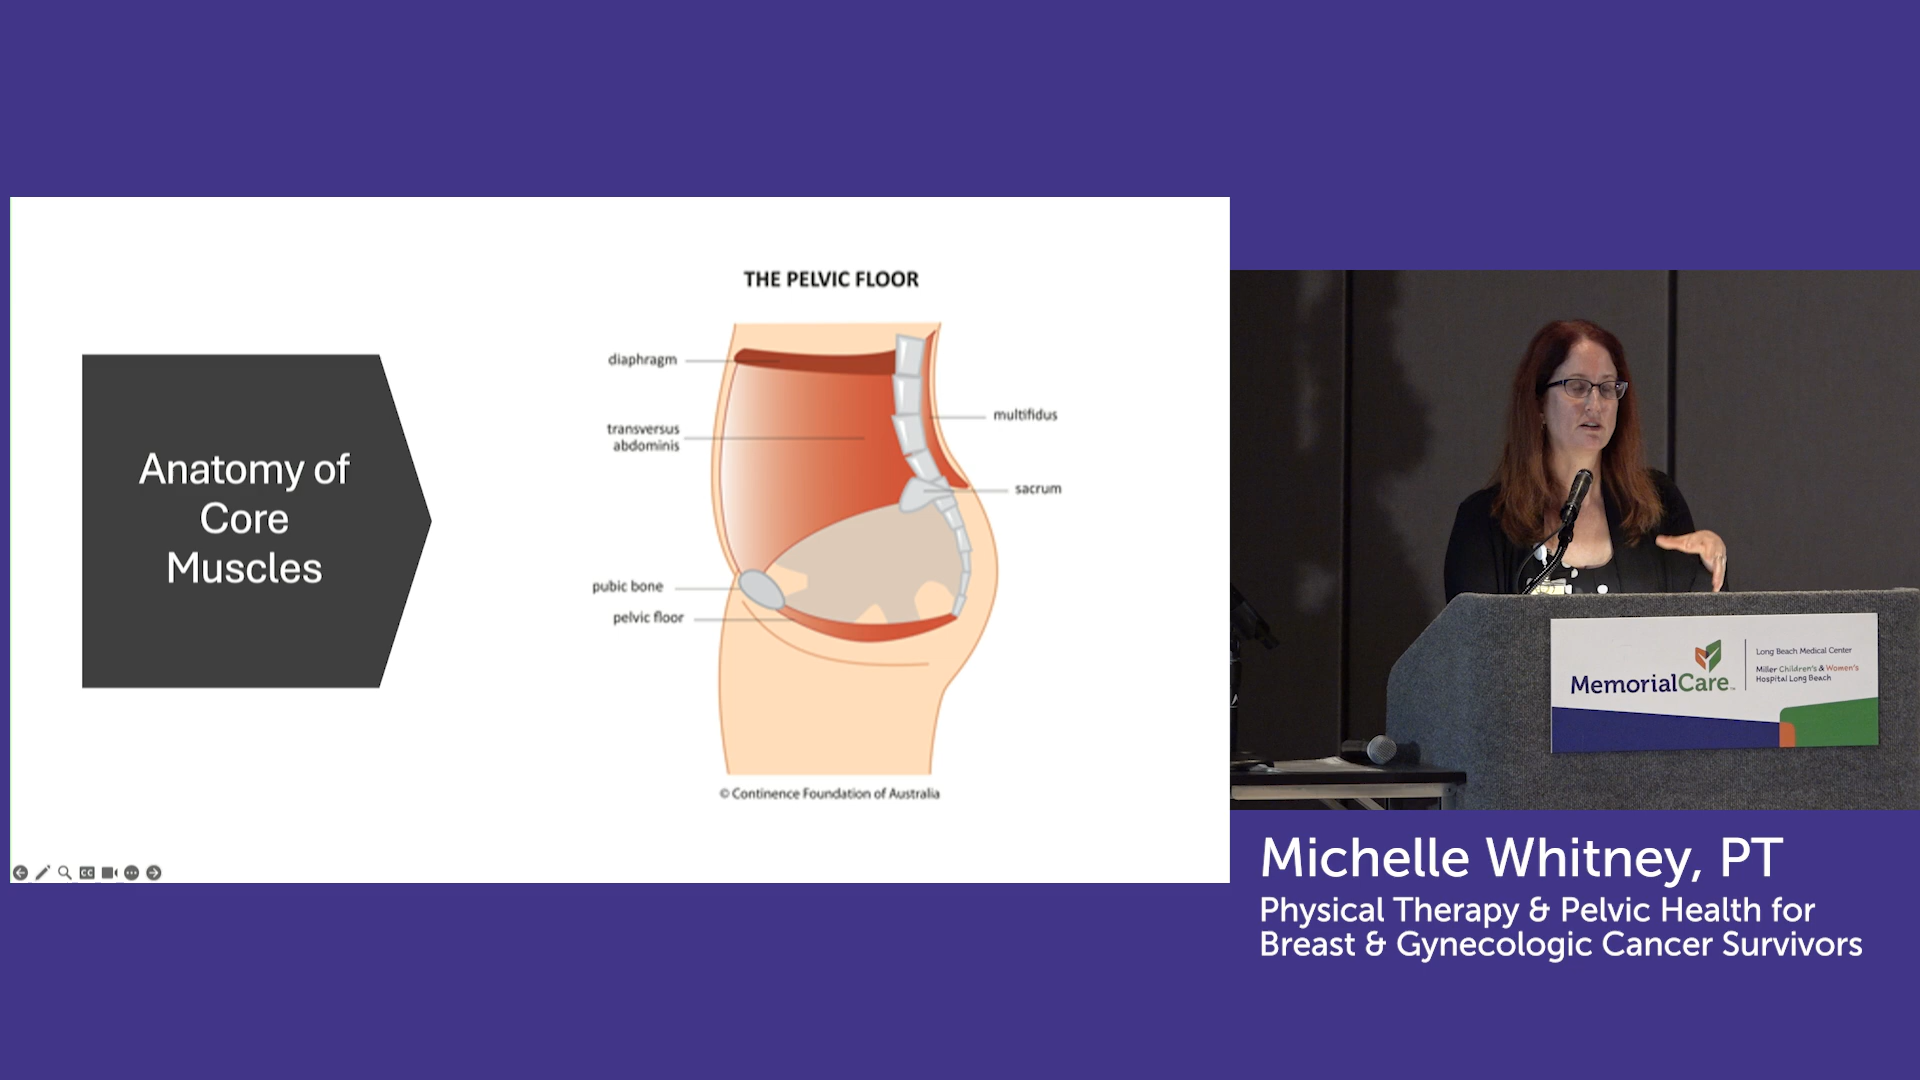 Anatomy of
Core
Muscles
THE PELVIC FLOOR
diaphragm
transversus
abdominis
multifidus
sacrum
pubic bone
pelvic floor
© Continence Foundation of Australia
CC
MemorialCare™
Long Beach Medical Center
Miller Children's & Women's
Hospital Long Beach
Michelle Whitney, PT
Physical Therapy & Pelvic Health for
Breast & Gynecologic Cancer Survivors